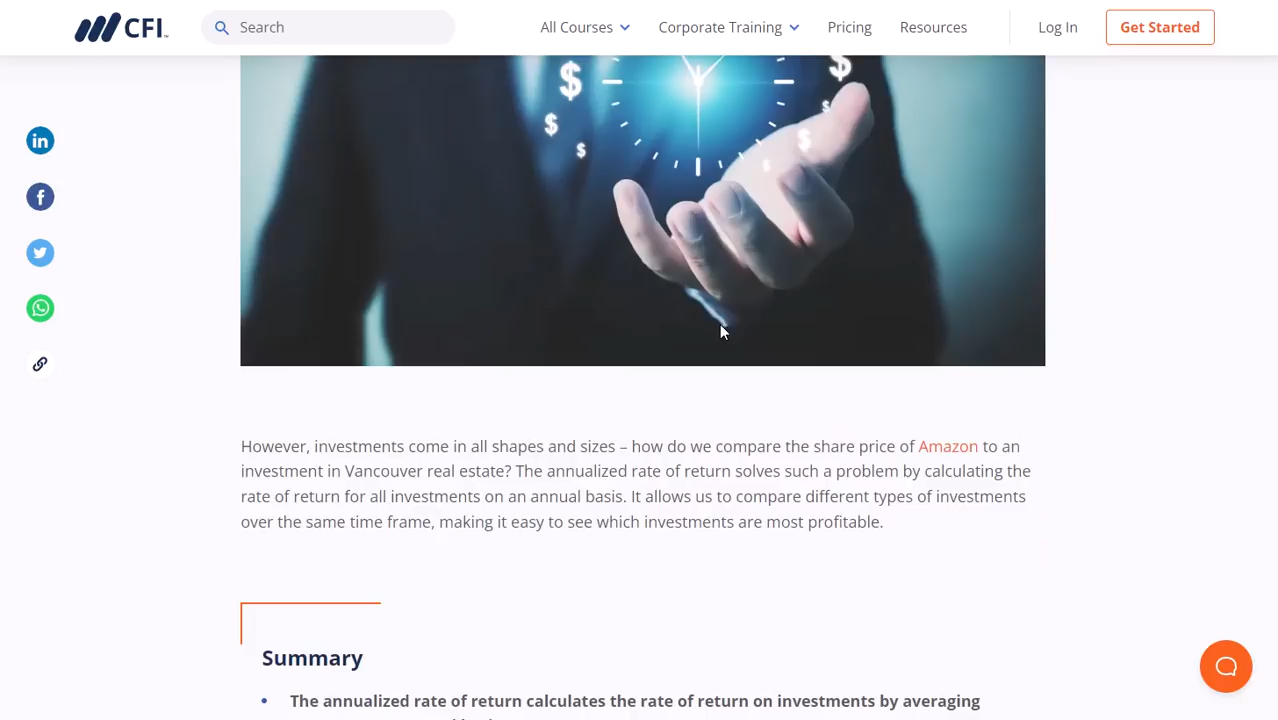 CFI™ Search All Courses Corporate Training Pricing Resources Log In Get Started
However, investments come in all shapes and sizes – how do we compare the share price of Amazon to an
investment in Vancouver real estate? The annualized rate of return solves such a problem by calculating the
rate of return for all investments on an annual basis. It allows us to compare different types of investments
over the same time frame, making it easy to see which investments are most profitable.
Summary
• The annualized rate of return calculates the rate of return on investments by averaging